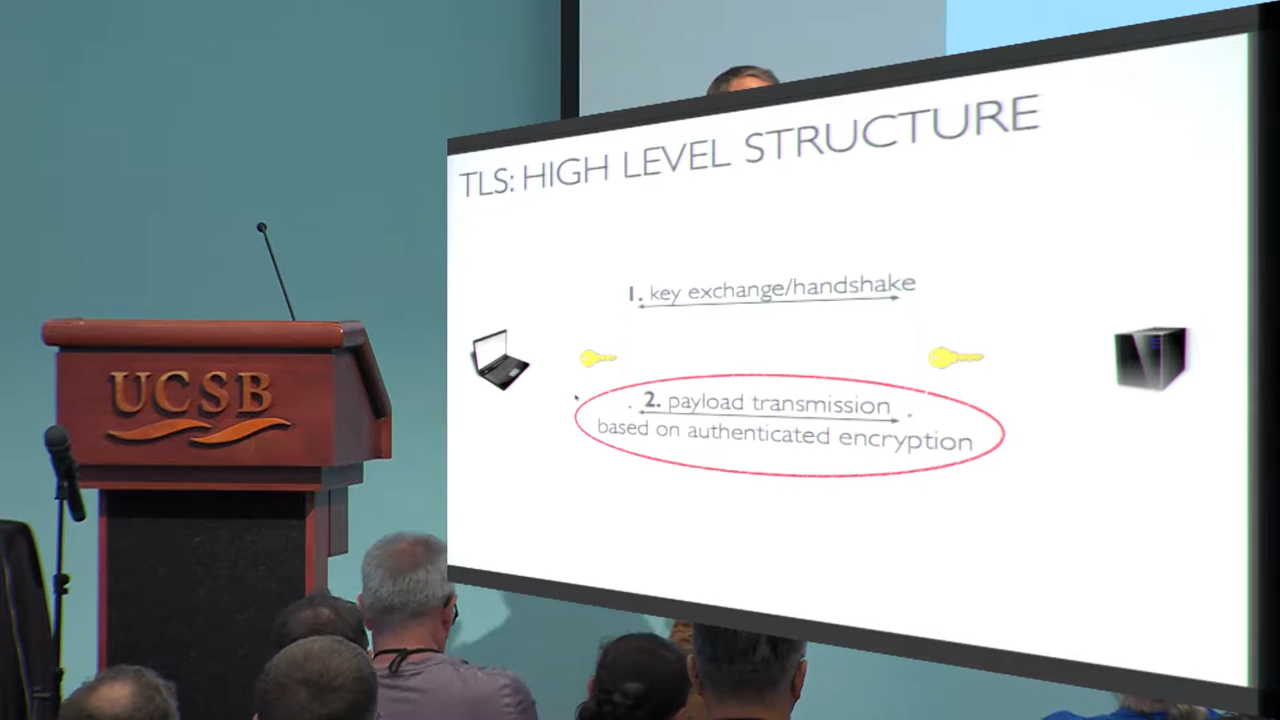 TLS: HIGH LEVEL STRUCTURE
1. key exchange/handshake
2. payload transmission
based on authenticated encryption
UCSB